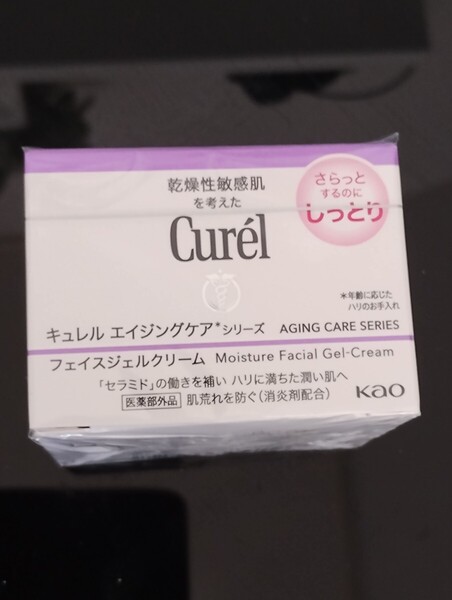 乾燥性敏感肌
を考えた
Curél
さらっと
するのに
しっとり
*年齢に応じた
ハリのお手入れ
キュレル エイジングケア*シリーズ AGING CARE SERIES
フェイスジェルクリーム Moisture Facial Gel-Cream
「セラミド」の働きを補い ハリに満ちた潤い肌へ
医薬部外品 肌荒れを防ぐ(消炎剤配合)
Kao